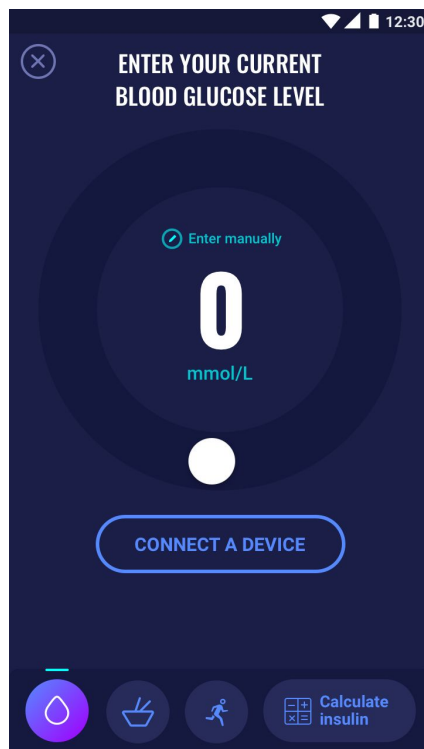 12:30
ENTER YOUR CURRENT
BLOOD GLUCOSE LEVEL
Enter manually
0
mmol/L
CONNECT A DEVICE
Calculate
insulin